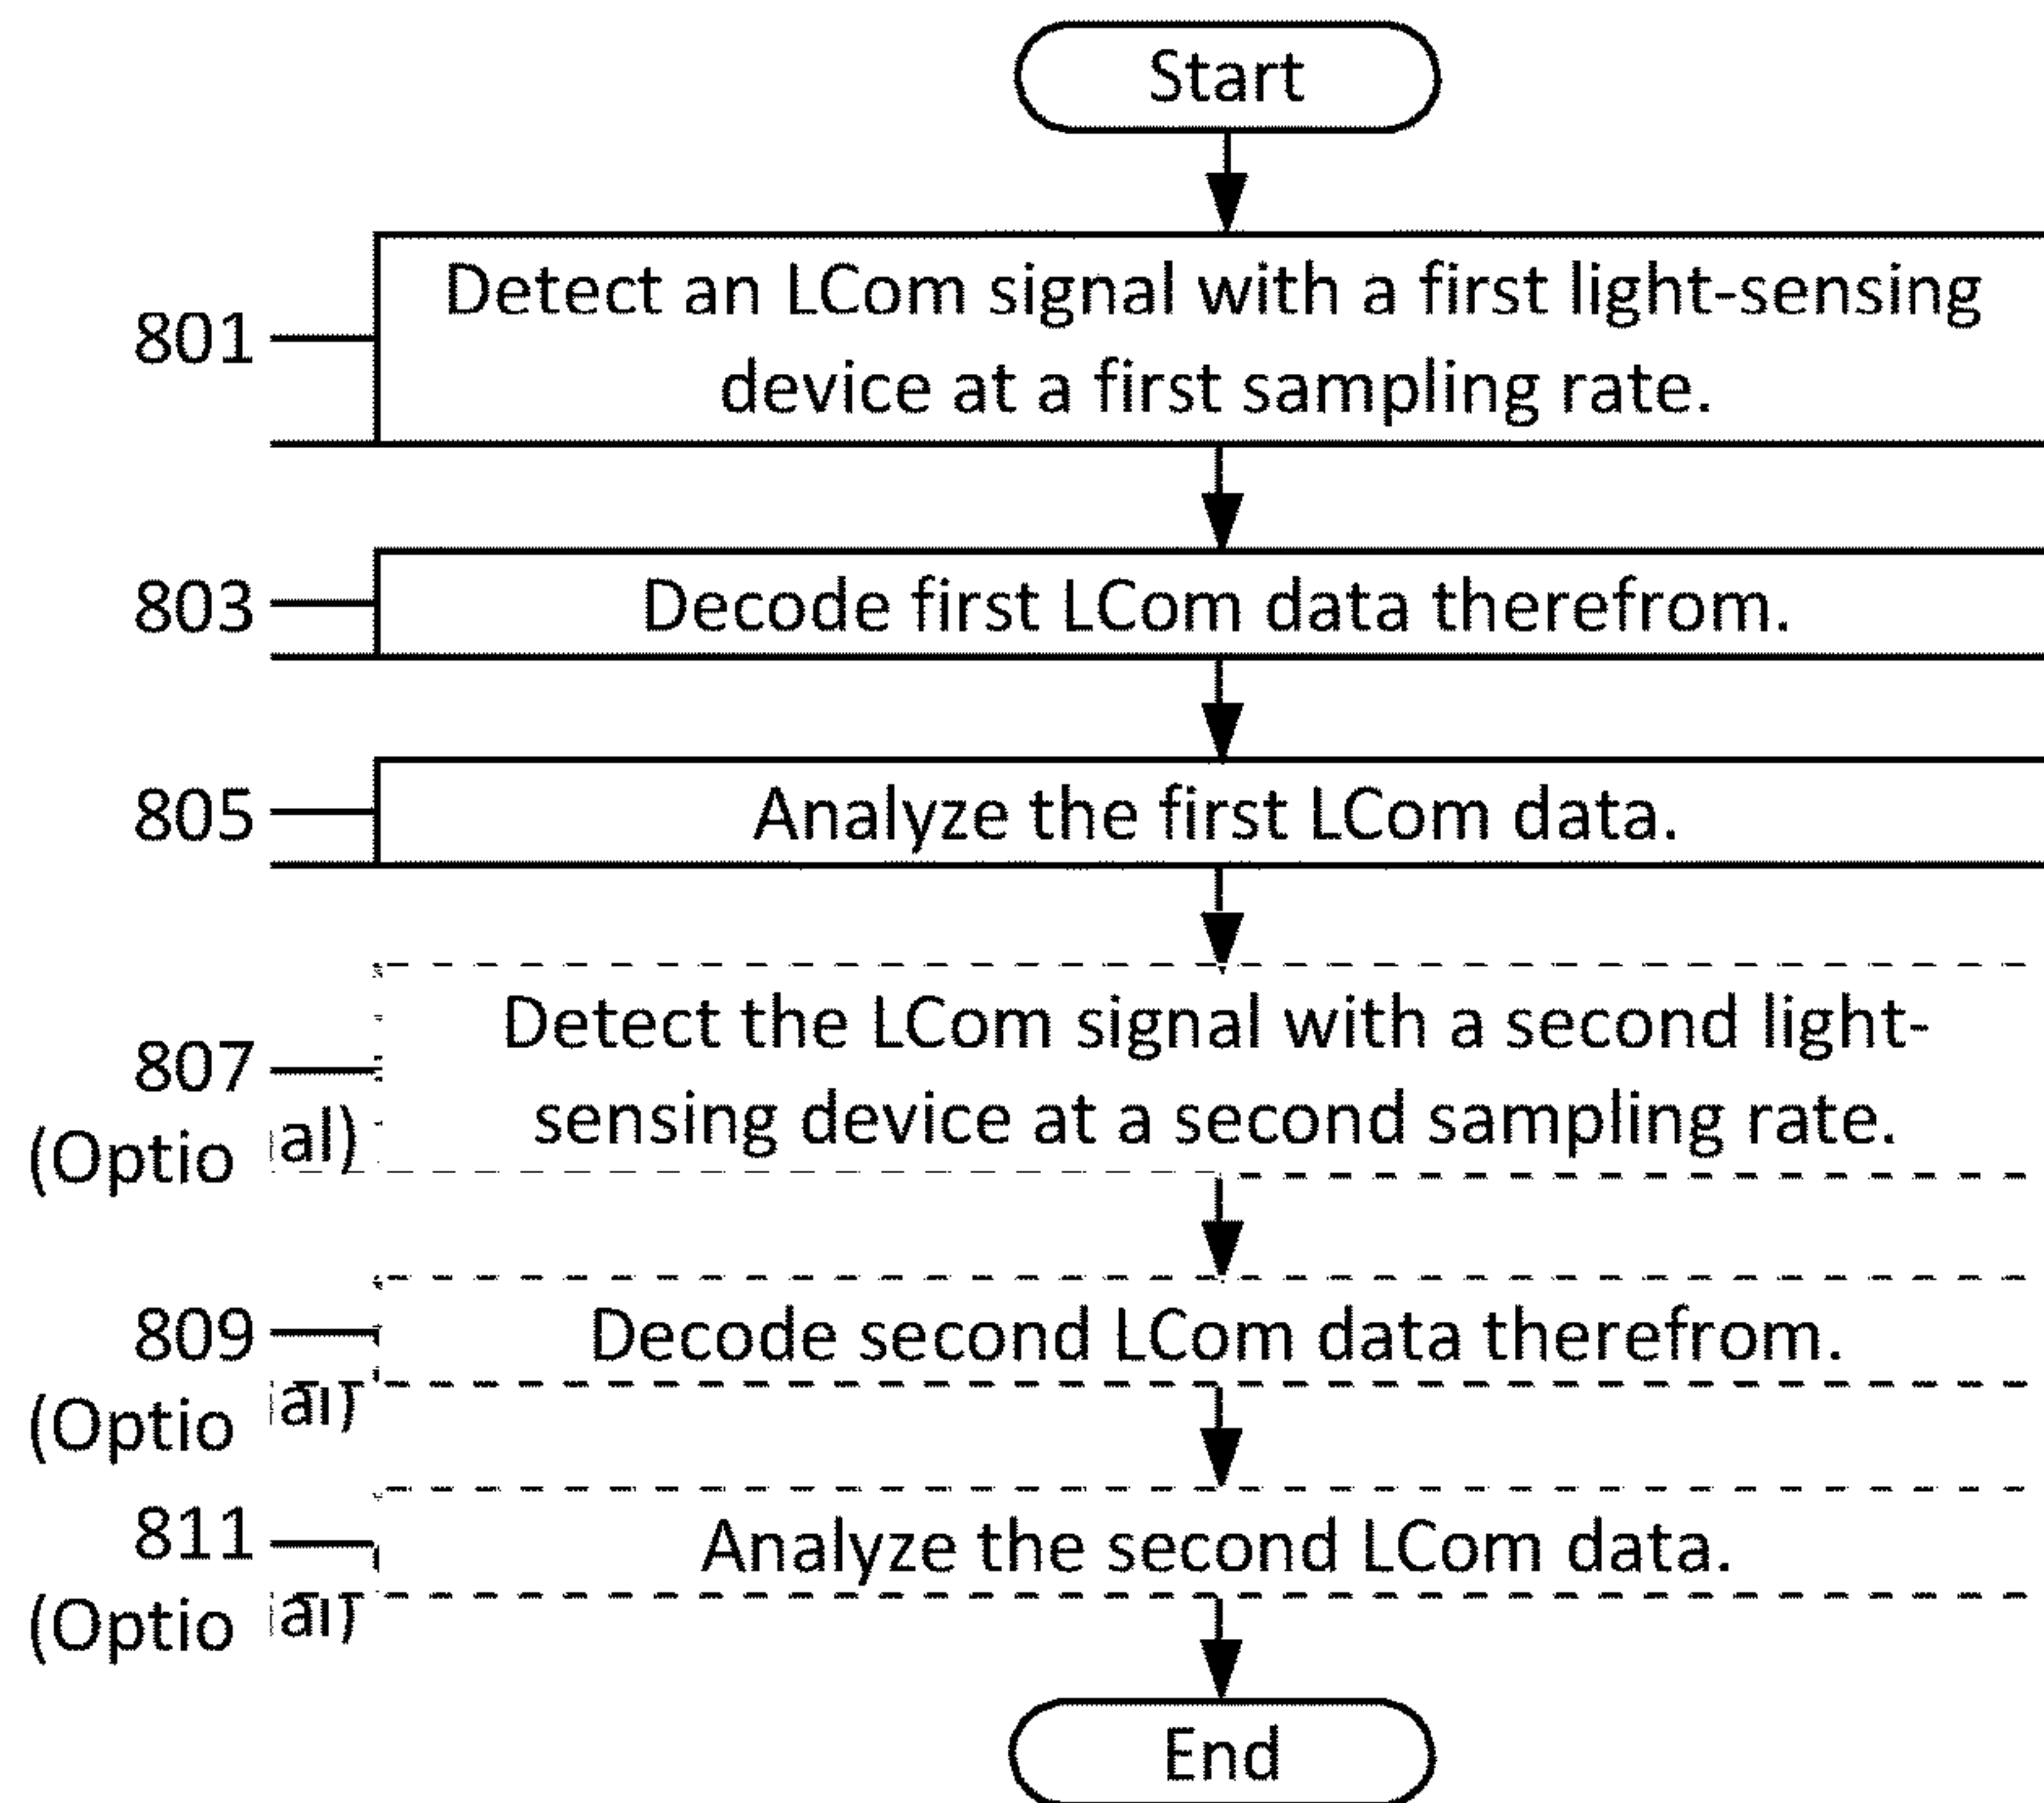 Start
801
Detect an LCom signal with a first light-sensing
device at a first sampling rate.
803
Decode first LCom data therefrom.
805
Analyze the first LCom data.
807
(Optio al)
Detect the LCom signal with a second light-
sensing device at a second sampling rate.
809
(Optio al)
Decode second LCom data therefrom.
811
(Optio al)
Analyze the second LCom data.
End